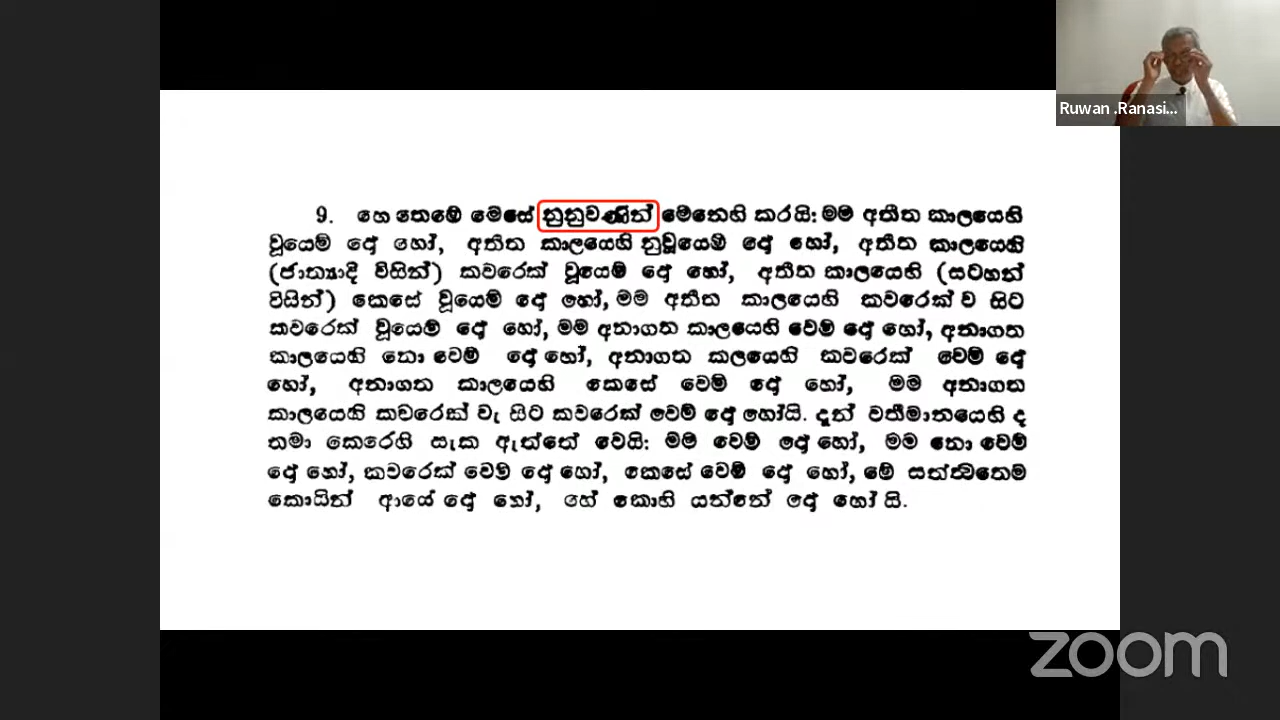 Ruwan .Ranasi...
9. හෙ තෙමේ මෙසේ නුනුවණින් මෙනෙහි කරයි: මම අතීත කාලයෙහි
වූයෙම් දෝ හෝ, අතීත කාලයෙහි නුවූයෙම් දෝ හෝ, අතීත කාලයෙහි
(ජාත්‍යාදි විසින්) කවරෙක් වූයෙම් දෝ හෝ, අතීත කාලයෙහි (සටහන්
විසින්) කෙසේ වූයෙම් දෝ හෝ, මම අතීත කාලයෙහි කවරෙක් ව සිට
කවරෙක් වූයෙම් දෝ හෝ, මම අනාගත කාලයෙහි වෙම් දෝ හෝ, අනාගත
කාලයෙහි නො වෙම් දෝ හෝ, අනාගත කලයෙහි කවරෙක් වෙම් දෝ
හෝ, අනාගත කාලයෙහි කෙසේ වෙම් දෝ හෝ, මම අනාගත
කාලයෙහි කවරෙක් වැ සිට කවරෙක් වෙම් දෝ හෝයි. දැන් වර්තමානයෙහි ද
තමා කෙරෙහි සැක ඇත්තේ වෙයි: මම වෙම් දෝ හෝ, මම නො වෙම්
දෝ හෝ, කවරෙක් වෙම් දෝ හෝ, කෙසේ වෙම් දෝ හෝ, මේ සත්ත්වතෙම
කොයින් ආයේ දෝ හෝ, හේ කොහි යන්නේ දෝ හෝ යි.
zoom